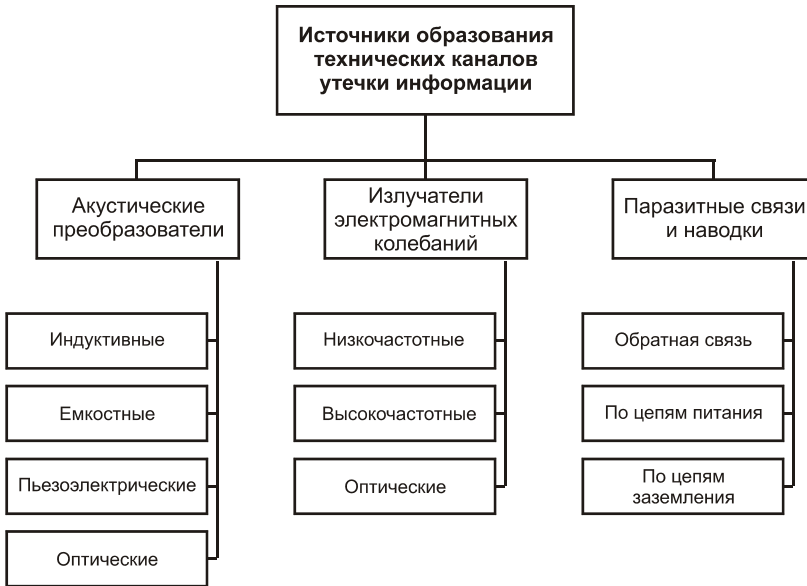 Источники образования
технических каналов
утечки информации
Акустические
преобразователи
Индуктивные
Емкостные
Пьезоэлектрические
Оптические
Излучатели
электромагнитных
колебаний
Низкочастотные
Высокочастотные
Оптические
Паразитные связи
и наводки
Обратная связь
По цепям питания
По цепям
заземления